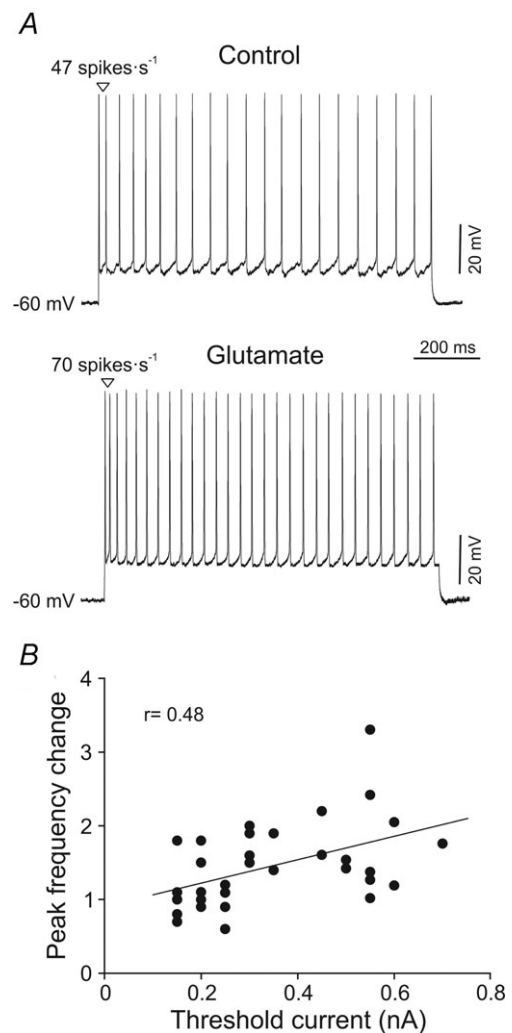 A
Control
47 spikes·s⁻¹
20 mV
-60 mV
Glutamate
200 ms
70 spikes·s⁻¹
20 mV
-60 mV
B
4
3
2
1
0
r= 0.48
Peak frequency change
0 0.2 0.4 0.6 0.8
Threshold current (nA)